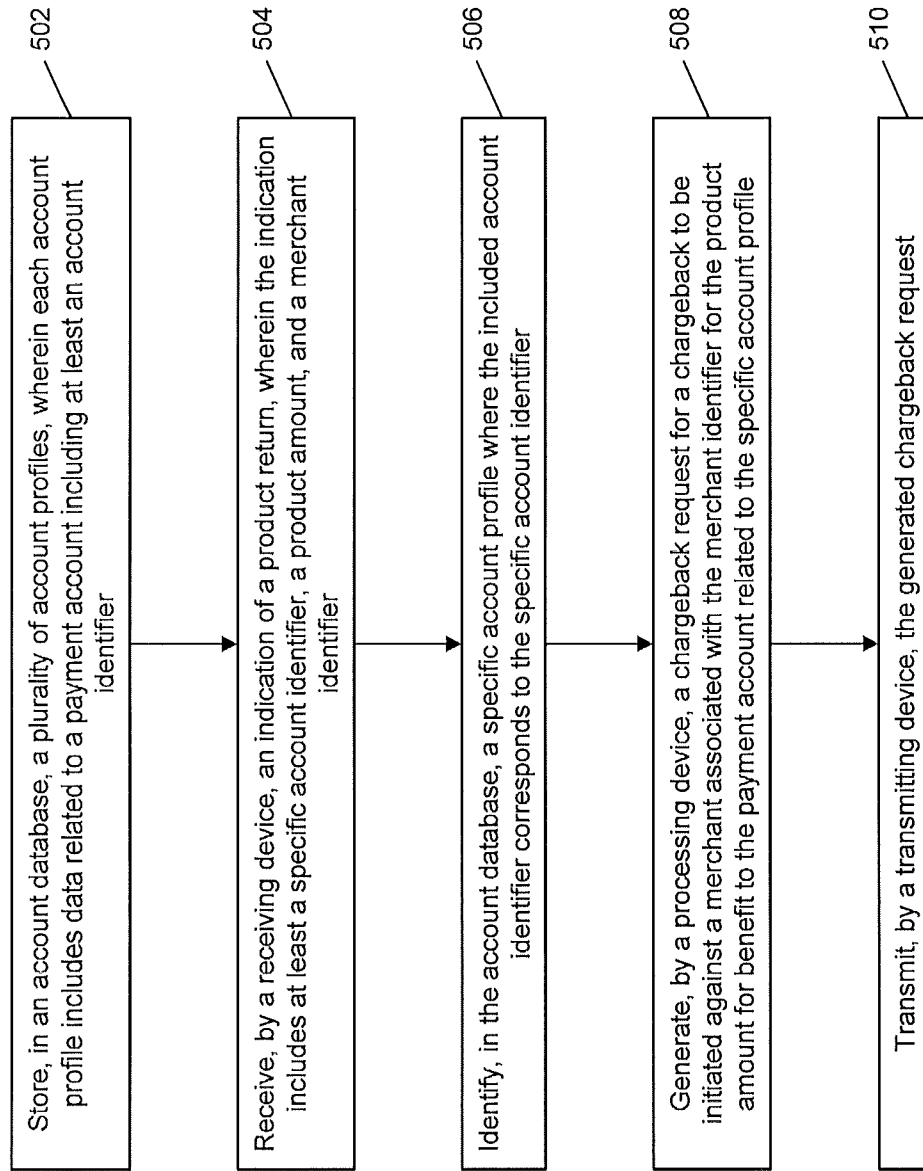 Store, in an account database, a plurality of account profiles, wherein each account
profile includes data related to a payment account including at least an account
identifier
502
Receive, by a receiving device, an indication of a product return, wherein the indication
includes at least a specific account identifier, a product amount, and a merchant
identifier
504
Identify, in the account database, a specific account profile where the included account
identifier corresponds to the specific account identifier
506
Generate, by a processing device, a chargeback request for a chargeback to be
initiated against a merchant associated with the merchant identifier for the product
amount for benefit to the payment account related to the specific account profile
508
Transmit, by a transmitting device, the generated chargeback request
510